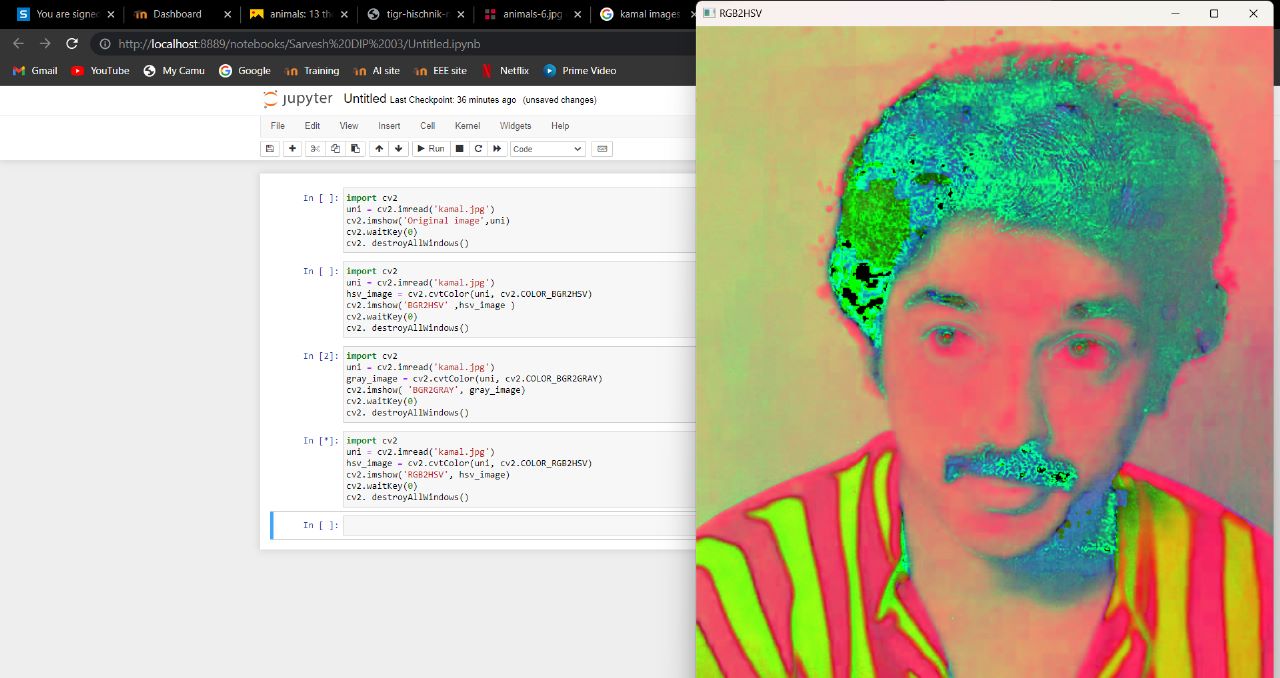 You are signe
Dashboard
animals: 13 th
tigr-hischnik-r
animals-6.jpg
kamal images
RGB2HSV
http://localhost:8889/notebooks/Sarvesh%20DIP%2003/Untitled.ipynb
Gmail
YouTube
My Camu
Google
Training
AI site
EEE site
Netflix
Prime Video
jupyter Untitled Last Checkpoint: 36 minutes ago (unsaved changes)
File Edit View Insert Cell Kernel Widgets Help
Run
Code
In [ ]: import cv2
uni = cv2.imread('kamal.jpg')
cv2.imshow('Original image',uni)
cv2.waitKey(0)
cv2. destroyAllWindows()
In [ ]: import cv2
uni = cv2.imread('kamal.jpg')
hsv_image = cv2.cvtColor(uni, cv2.COLOR_BGR2HSV)
cv2.imshow('BGR2HSV' ,hsv_image )
cv2.waitKey(0)
cv2. destroyAllWindows()
In [2]: import cv2
uni = cv2.imread('kamal.jpg')
gray_image = cv2.cvtColor(uni, cv2.COLOR_BGR2GRAY)
cv2.imshow( 'BGR2GRAY', gray_image)
cv2.waitKey(0)
cv2. destroyAllWindows()
In [*]: import cv2
uni = cv2.imread('kamal.jpg')
hsv_image = cv2.cvtColor(uni, cv2.COLOR_RGB2HSV)
cv2.imshow('RGB2HSV', hsv_image)
cv2.waitKey(0)
cv2. destroyAllWindows()
In [ ]: